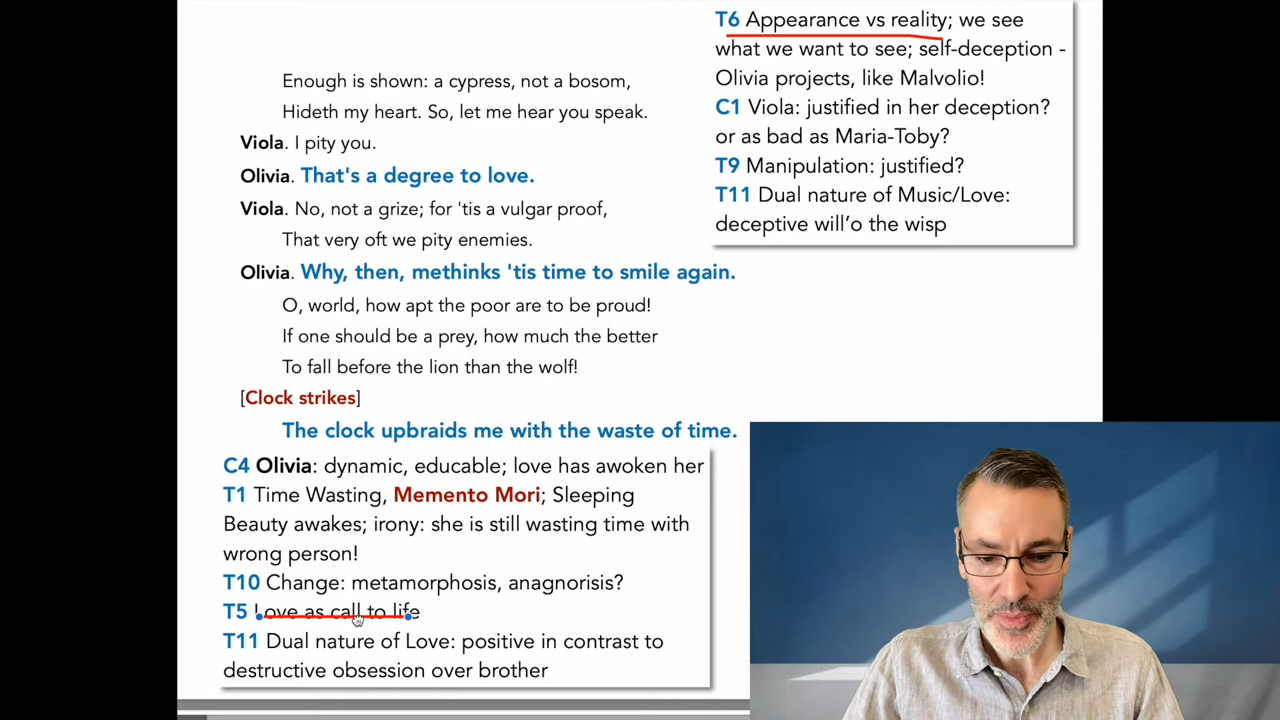 Enough is shown: a cypress, not a bosom,
Hideth my heart. So, let me hear you speak.
Viola. I pity you.
Olivia. That's a degree to love.
Viola. No, not a grize; for 'tis a vulgar proof,
That very oft we pity enemies.
Olivia. Why, then, methinks 'tis time to smile again.
O, world, how apt the poor are to be proud!
If one should be a prey, how much the better
To fall before the lion than the wolf!
[Clock strikes]
The clock upbraids me with the waste of time.
C4 Olivia: dynamic, educable; love has awoken her
T1 Time Wasting, Memento Mori; Sleeping
Beauty awakes; irony: she is still wasting time with
wrong person!
T10 Change: metamorphosis, anagnorisis?
T5 Love as call to life
T11 Dual nature of Love: positive in contrast to
destructive obsession over brother
T6 Appearance vs reality; we see
what we want to see; self-deception -
Olivia projects, like Malvolio!
C1 Viola: justified in her deception?
or as bad as Maria-Toby?
T9 Manipulation: justified?
T11 Dual nature of Music/Love:
deceptive will'o the wisp